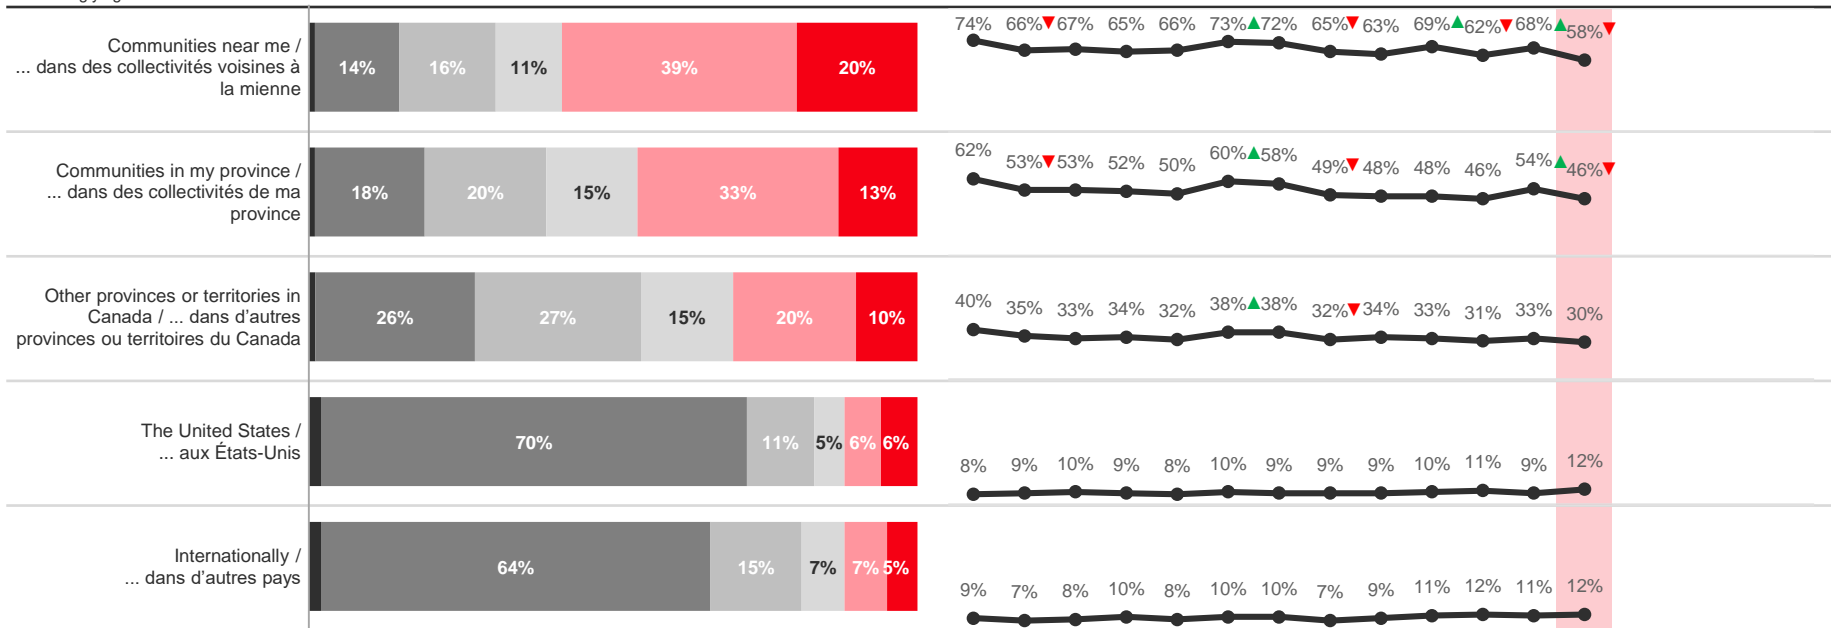 74% 66%▼67% 65% 66% 73%▲72% 65%▼63% 69%▲62%▼68%▲58%▼
Communities near me /
... dans des collectivités voisines à
la mienne
14% 16% 11% 39% 20%
62% 53%▼53% 52% 50% 60%▲58% 49%▼48% 48% 46% 54%▲46%▼
Communities in my province /
... dans des collectivités de ma
province
18% 20% 15% 33% 13%
40% 35% 33% 34% 32% 38%▲38% 32%▼34% 33% 31% 33% 30%
Other provinces or territories in
Canada / ... dans d'autres
provinces ou territoires du Canada
26% 27% 15% 20% 10%
The United States /
... aux États-Unis
70% 11% 5% 6% 6%
8% 9% 10% 9% 8% 10% 9% 9% 9% 10% 11% 9% 12%
Internationally /
... dans d'autres pays
64% 15% 7% 7% 5%
9% 7% 8% 10% 8% 10% 10% 7% 9% 11% 12% 11% 12%